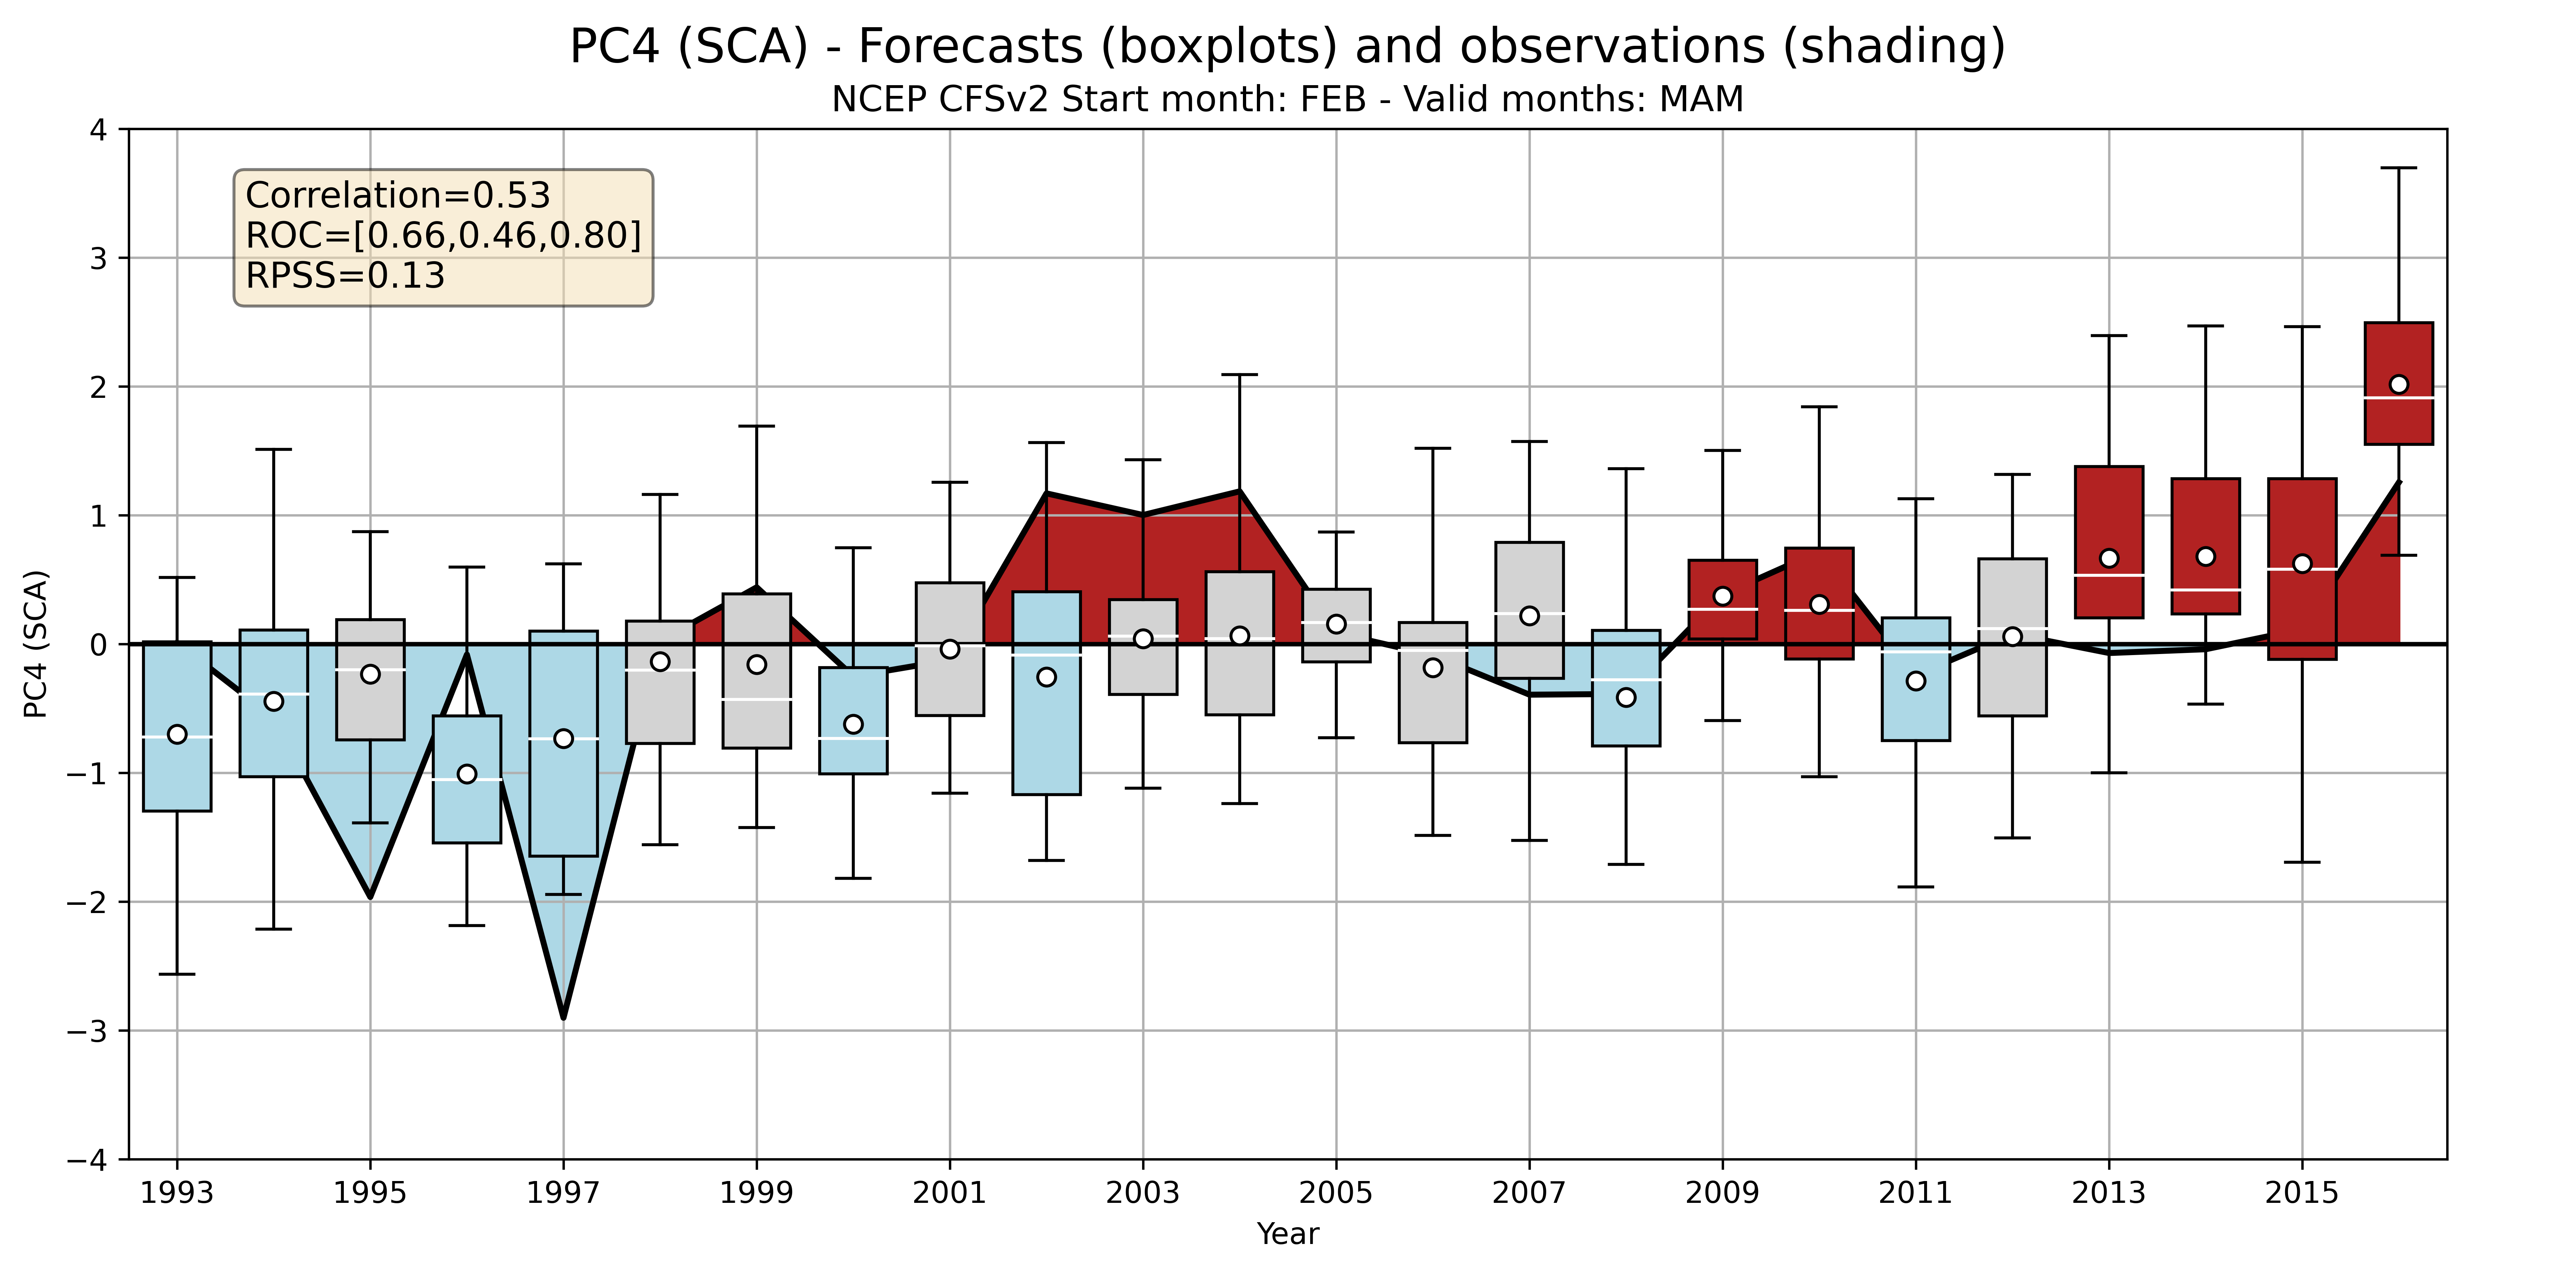 PC4 (SCA) - Forecasts (boxplots) and observations (shading)
NCEP CFSv2 Start month: FEB - Valid months: MAM
Correlation=0.53
ROC=[0.66,0.46,0.80]
RPSS=0.13
PC4 (SCA)
4
3
2
1
0
−1
−2
−3
−4
1993 1995 1997 1999 2001 2003 2005 2007 2009 2011 2013 2015
Year